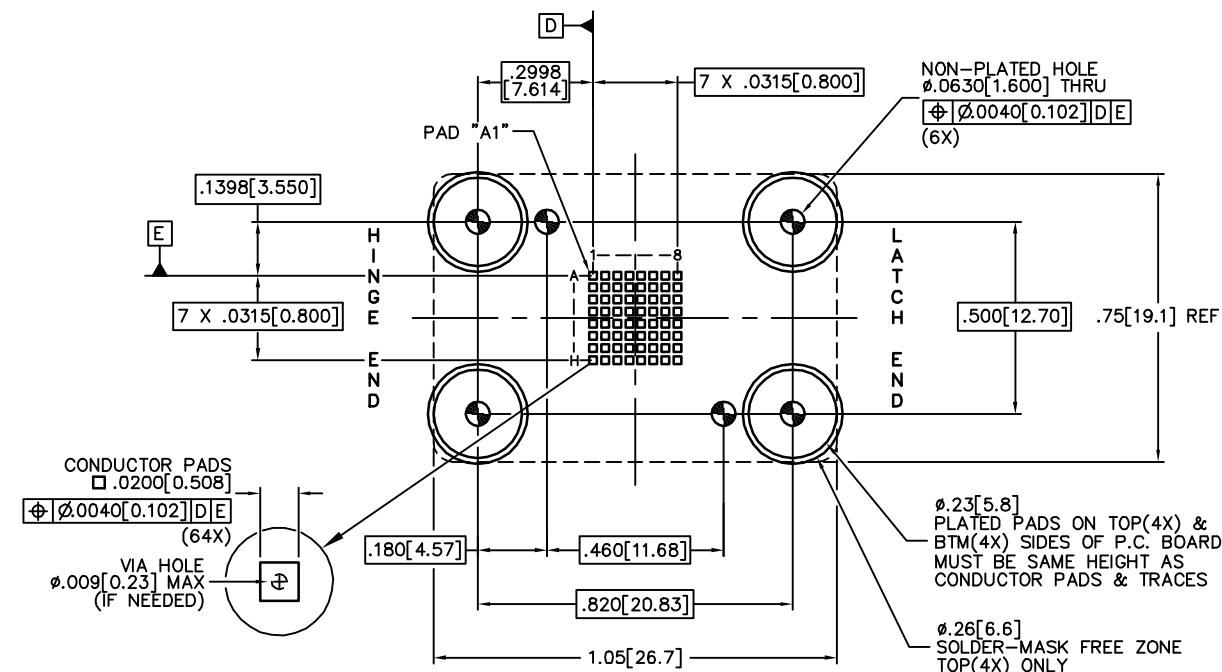 D
.2998
[7.614]
7 X .0315[0.800]
NON-PLATED HOLE
ø.0630[1.600] THRU
⌖ Ø.0040[0.102] D E
(6X)
PAD "A1"
.1398[3.550]
E
HINGE END
LATCH END
1
8
A
H
7 X .0315[0.800]
.500[12.70]
.75[19.1] REF
CONDUCTOR PADS
□ .0200[0.508]
⌖ Ø.0040[0.102] D E
(64X)
VIA HOLE
ø.009[0.23] MAX
(IF NEEDED)
.180[4.57]
.460[11.68]
.820[20.83]
1.05[26.7]
ø.23[5.8]
PLATED PADS ON TOP(4X) &
BTM(4X) SIDES OF P.C. BOARD
MUST BE SAME HEIGHT AS
CONDUCTOR PADS & TRACES
ø.26[6.6]
SOLDER-MASK FREE ZONE
TOP(4X) ONLY